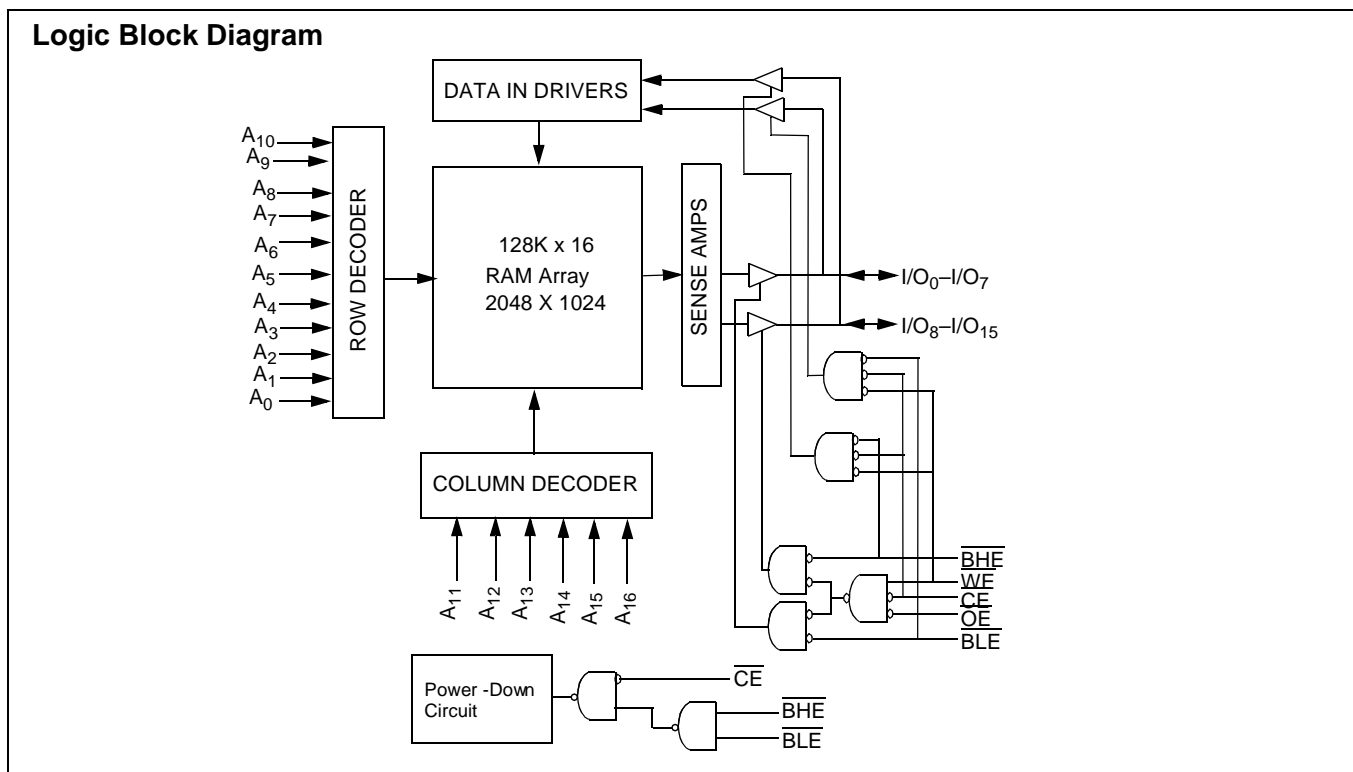 Logic Block Diagram
DATA IN DRIVERS
A10
A9
A8
A7
A6
A5
A4
A3
A2
A1
A0
ROW DECODER
128K x 16
RAM Array
2048 X 1024
SENSE AMPS
I/O0–I/O7
I/O8–I/O15
COLUMN DECODER
A11
A12
A13
A14
A15
A16
BHE
WE
CE
OE
BLE
Power -Down
Circuit
CE
BHE
BLE